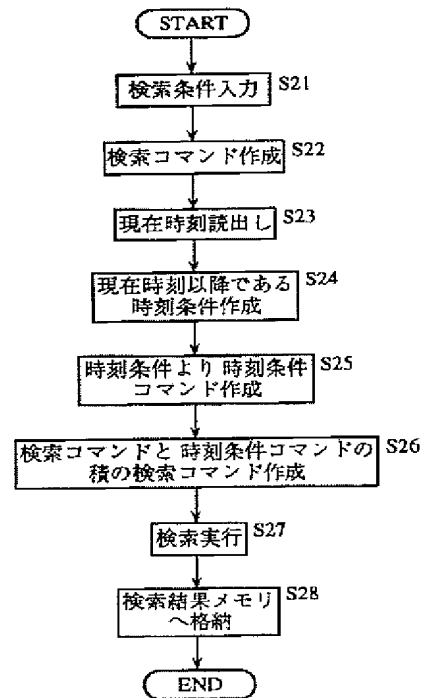 START
検索条件入力 S21
検索コマンド作成 S22
現在時刻読出し S23
現在時刻以降である S24
時刻条件作成
時刻条件より時刻条件 S25
コマンド作成
検索コマンドと時刻条件コマンドの S26
積の検索コマンド作成
検索実行 S27
検索結果メモリ S28
へ格納
END